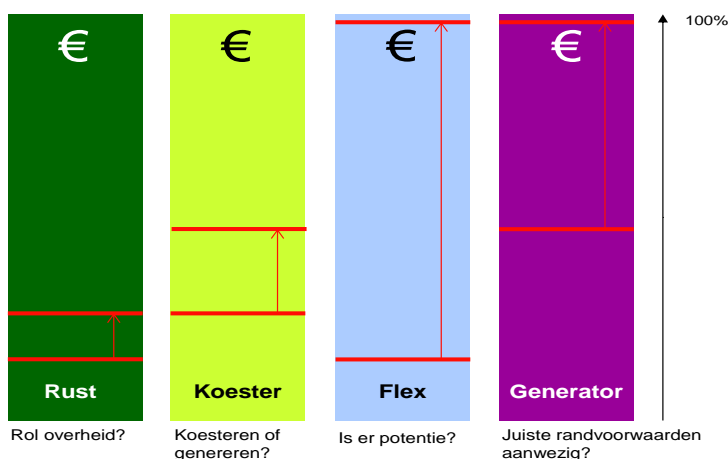 € € € € 100%
Rust Koester Flex Generator
Rol overheid? Koesteren of Is er potentie? Juiste randvoorwaarden
genereren? aanwezig?